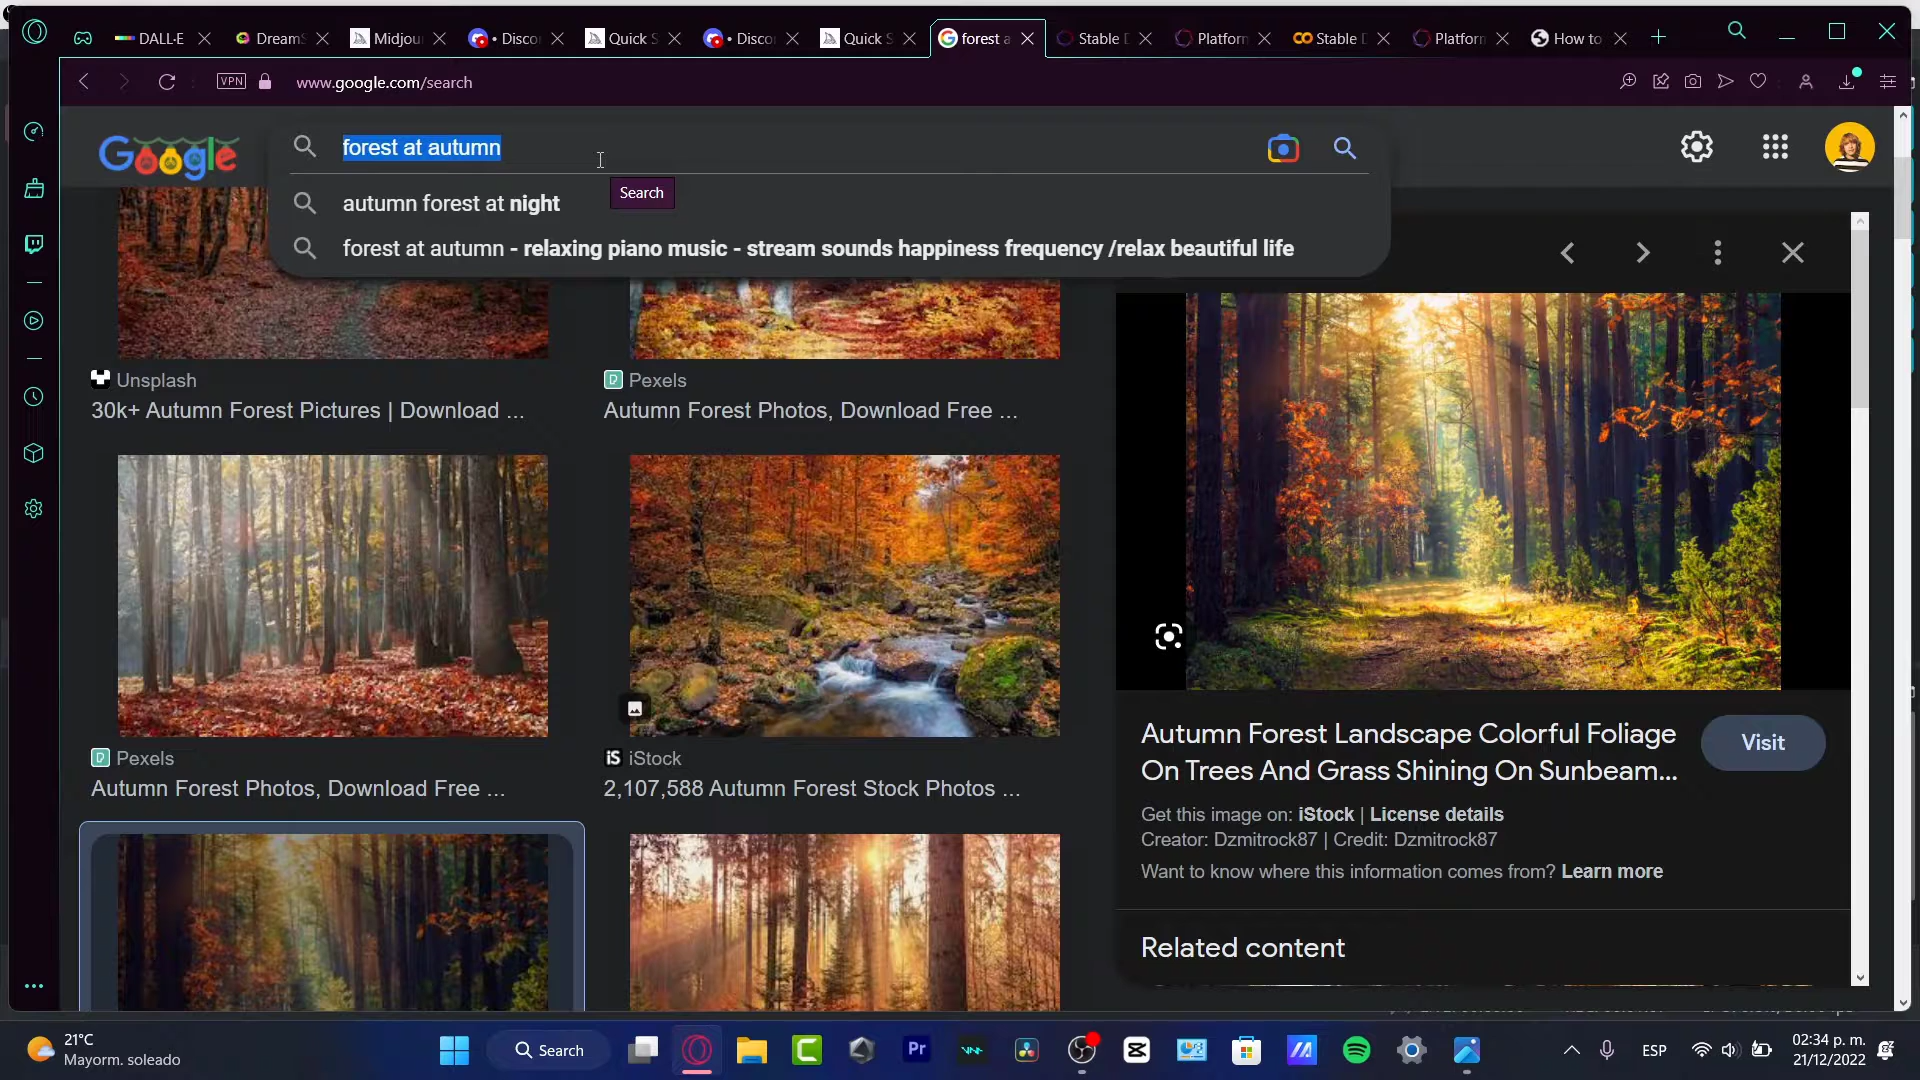 DALL·E
DreamS
Midjou
• Disco
Quick S
• Disco
Quick S
forest a
Stable D
Platform
Stable D
Platform
How to
VPN
www.google.com/search
Google
forest at autumn
Search
autumn forest at night
forest at autumn - relaxing piano music - stream sounds happiness frequency /relax beautiful life
Unsplash
30k+ Autumn Forest Pictures | Download ...
Pexels
Autumn Forest Photos, Download Free ...
Pexels
Autumn Forest Photos, Download Free ...
iS iStock
2,107,588 Autumn Forest Stock Photos ...
Autumn Forest Landscape Colorful Foliage
On Trees And Grass Shining On Sunbeam...
Visit
Get this image on: iStock | License details
Creator: Dzmitrock87 | Credit: Dzmitrock87
Want to know where this information comes from? Learn more
Related content
21°C
Mayorm. soleado
Search
Pr
ESP
02:34 p. m.
21/12/2022